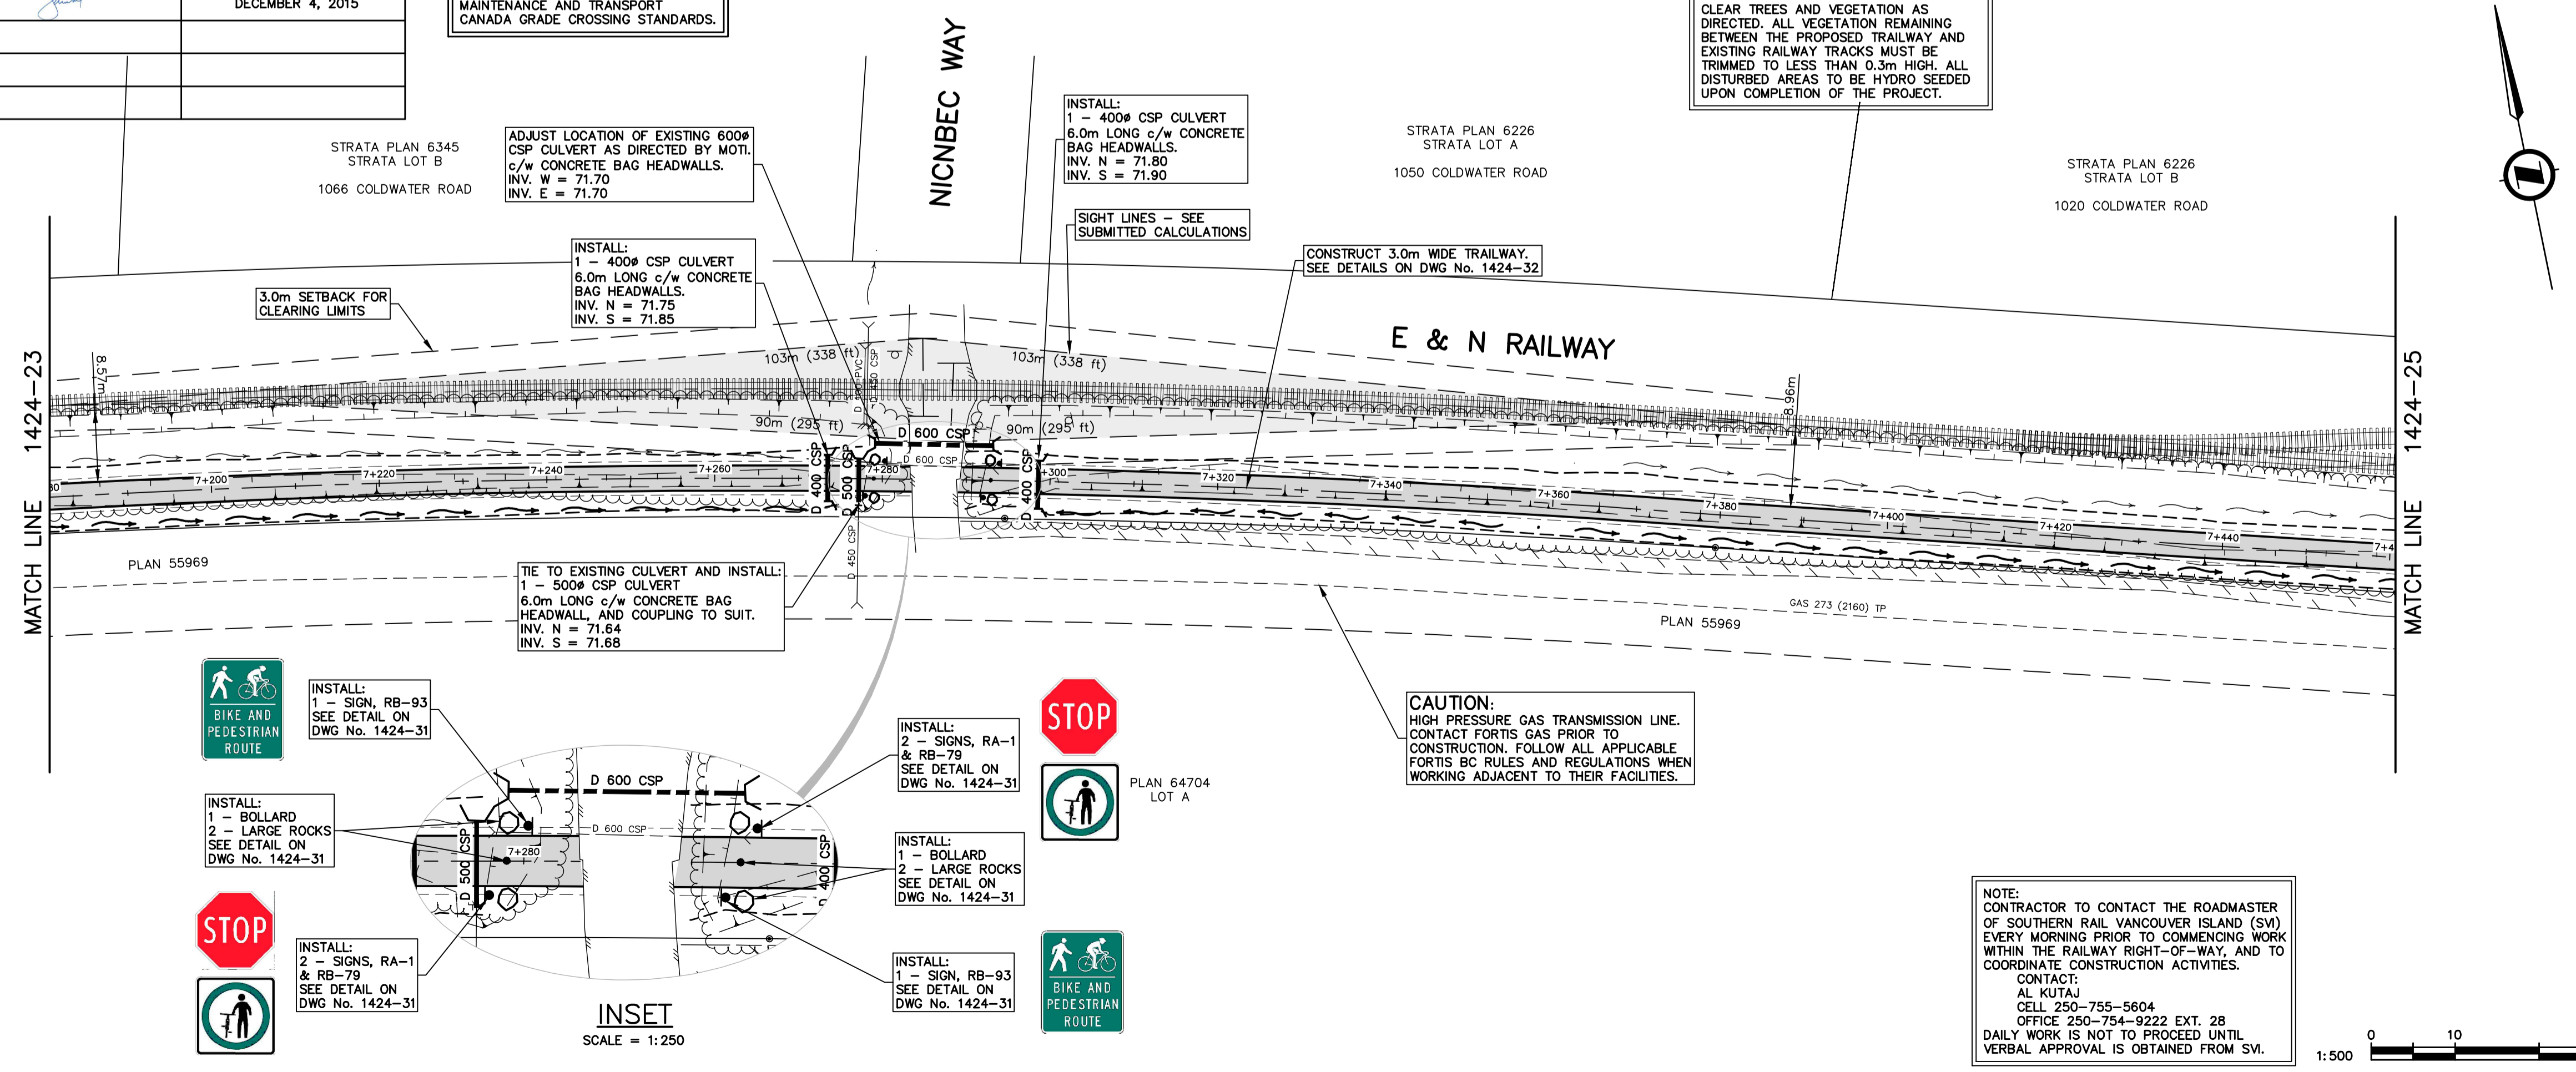 DECEMBER 4, 2015
MAINTENANCE AND TRANSPORT
CANADA GRADE CROSSING STANDARDS.
CLEAR TREES AND VEGETATION AS
DIRECTED. ALL VEGETATION REMAINING
BETWEEN THE PROPOSED TRAILWAY AND
EXISTING RAILWAY TRACKS MUST BE
TRIMMED TO LESS THAN 0.3m HIGH. ALL
DISTURBED AREAS TO BE HYDRO SEEDED
UPON COMPLETION OF THE PROJECT.
NICNBEC WAY
STRATA PLAN 6345
STRATA LOT B
1066 COLDWATER ROAD
ADJUST LOCATION OF EXISTING 600ø
CSP CULVERT AS DIRECTED BY MOTI.
c/w CONCRETE BAG HEADWALLS.
INV. W = 71.70
INV. E = 71.70
INSTALL:
1 - 400ø CSP CULVERT
6.0m LONG c/w CONCRETE
BAG HEADWALLS.
INV. N = 71.80
INV. S = 71.90
STRATA PLAN 6226
STRATA LOT A
1050 COLDWATER ROAD
STRATA PLAN 6226
STRATA LOT B
1020 COLDWATER ROAD
SIGHT LINES - SEE
SUBMITTED CALCULATIONS
INSTALL:
1 - 400ø CSP CULVERT
6.0m LONG c/w CONCRETE
BAG HEADWALLS.
INV. N = 71.75
INV. S = 71.85
CONSTRUCT 3.0m WIDE TRAILWAY.
SEE DETAILS ON DWG No. 1424-32
3.0m SETBACK FOR
CLEARING LIMITS
E & N RAILWAY
MATCH LINE 1424-23
MATCH LINE 1424-25
8.57m
8.96m
103m (338 ft)
103m (338 ft)
90m (295 ft)
90m (295 ft)
D 450 CSP
D 600 CSP
D 600 CSP
D 400 CSP
D 500 CSP
D 400 CSP
D 450 CSP
80
7+200
7+220
7+240
7+260
7+280
+300
7+320
7+340
7+360
7+380
7+400
7+420
7+440
7+4
PLAN 55969
GAS 273 (2160) TP
PLAN 55969
TIE TO EXISTING CULVERT AND INSTALL:
1 - 500ø CSP CULVERT
6.0m LONG c/w CONCRETE BAG
HEADWALL, AND COUPLING TO SUIT.
INV. N = 71.64
INV. S = 71.68
BIKE AND
PEDESTRIAN
ROUTE
INSTALL:
1 - SIGN, RB-93
SEE DETAIL ON
DWG No. 1424-31
INSTALL:
2 - SIGNS, RA-1
& RB-79
SEE DETAIL ON
DWG No. 1424-31
STOP
PLAN 64704
LOT A
CAUTION:
HIGH PRESSURE GAS TRANSMISSION LINE.
CONTACT FORTIS GAS PRIOR TO
CONSTRUCTION. FOLLOW ALL APPLICABLE
FORTIS BC RULES AND REGULATIONS WHEN
WORKING ADJACENT TO THEIR FACILITIES.
INSTALL:
1 - BOLLARD
2 - LARGE ROCKS
SEE DETAIL ON
DWG No. 1424-31
D 600 CSP
D 600 CSP
7+280
D 500 CSP
D 400 CSP
INSTALL:
1 - BOLLARD
2 - LARGE ROCKS
SEE DETAIL ON
DWG No. 1424-31
STOP
INSTALL:
2 - SIGNS, RA-1
& RB-79
SEE DETAIL ON
DWG No. 1424-31
INSTALL:
1 - SIGN, RB-93
SEE DETAIL ON
DWG No. 1424-31
BIKE AND
PEDESTRIAN
ROUTE
INSET
SCALE = 1:250
NOTE:
CONTRACTOR TO CONTACT THE ROADMASTER
OF SOUTHERN RAIL VANCOUVER ISLAND (SVI)
EVERY MORNING PRIOR TO COMMENCING WORK
WITHIN THE RAILWAY RIGHT-OF-WAY, AND TO
COORDINATE CONSTRUCTION ACTIVITIES.
CONTACT:
AL KUTAJ
CELL 250-755-5604
OFFICE 250-754-9222 EXT. 28
DAILY WORK IS NOT TO PROCEED UNTIL
VERBAL APPROVAL IS OBTAINED FROM SVI.
1:500
0
10